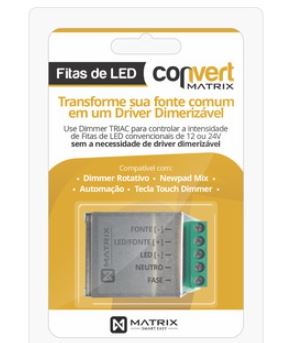 Fitas de LED
convert
MATRIX
Transforme sua fonte comum
em um Driver Dimerizável
Use Dimmer TRIAC para controlar a intensidade
de Fitas de LED convencionais de 12 ou 24V
sem a necessidade de driver dimerizável
Compatível com:
• Dimmer Rotativo • Newpad Mix •
• Automação • Tecla Touch Dimmer •
FONTE [-]
LED/FONTE [+]
LED [-]
NEUTRO
FASE
MATRIX
MATRIX
SMART EASY